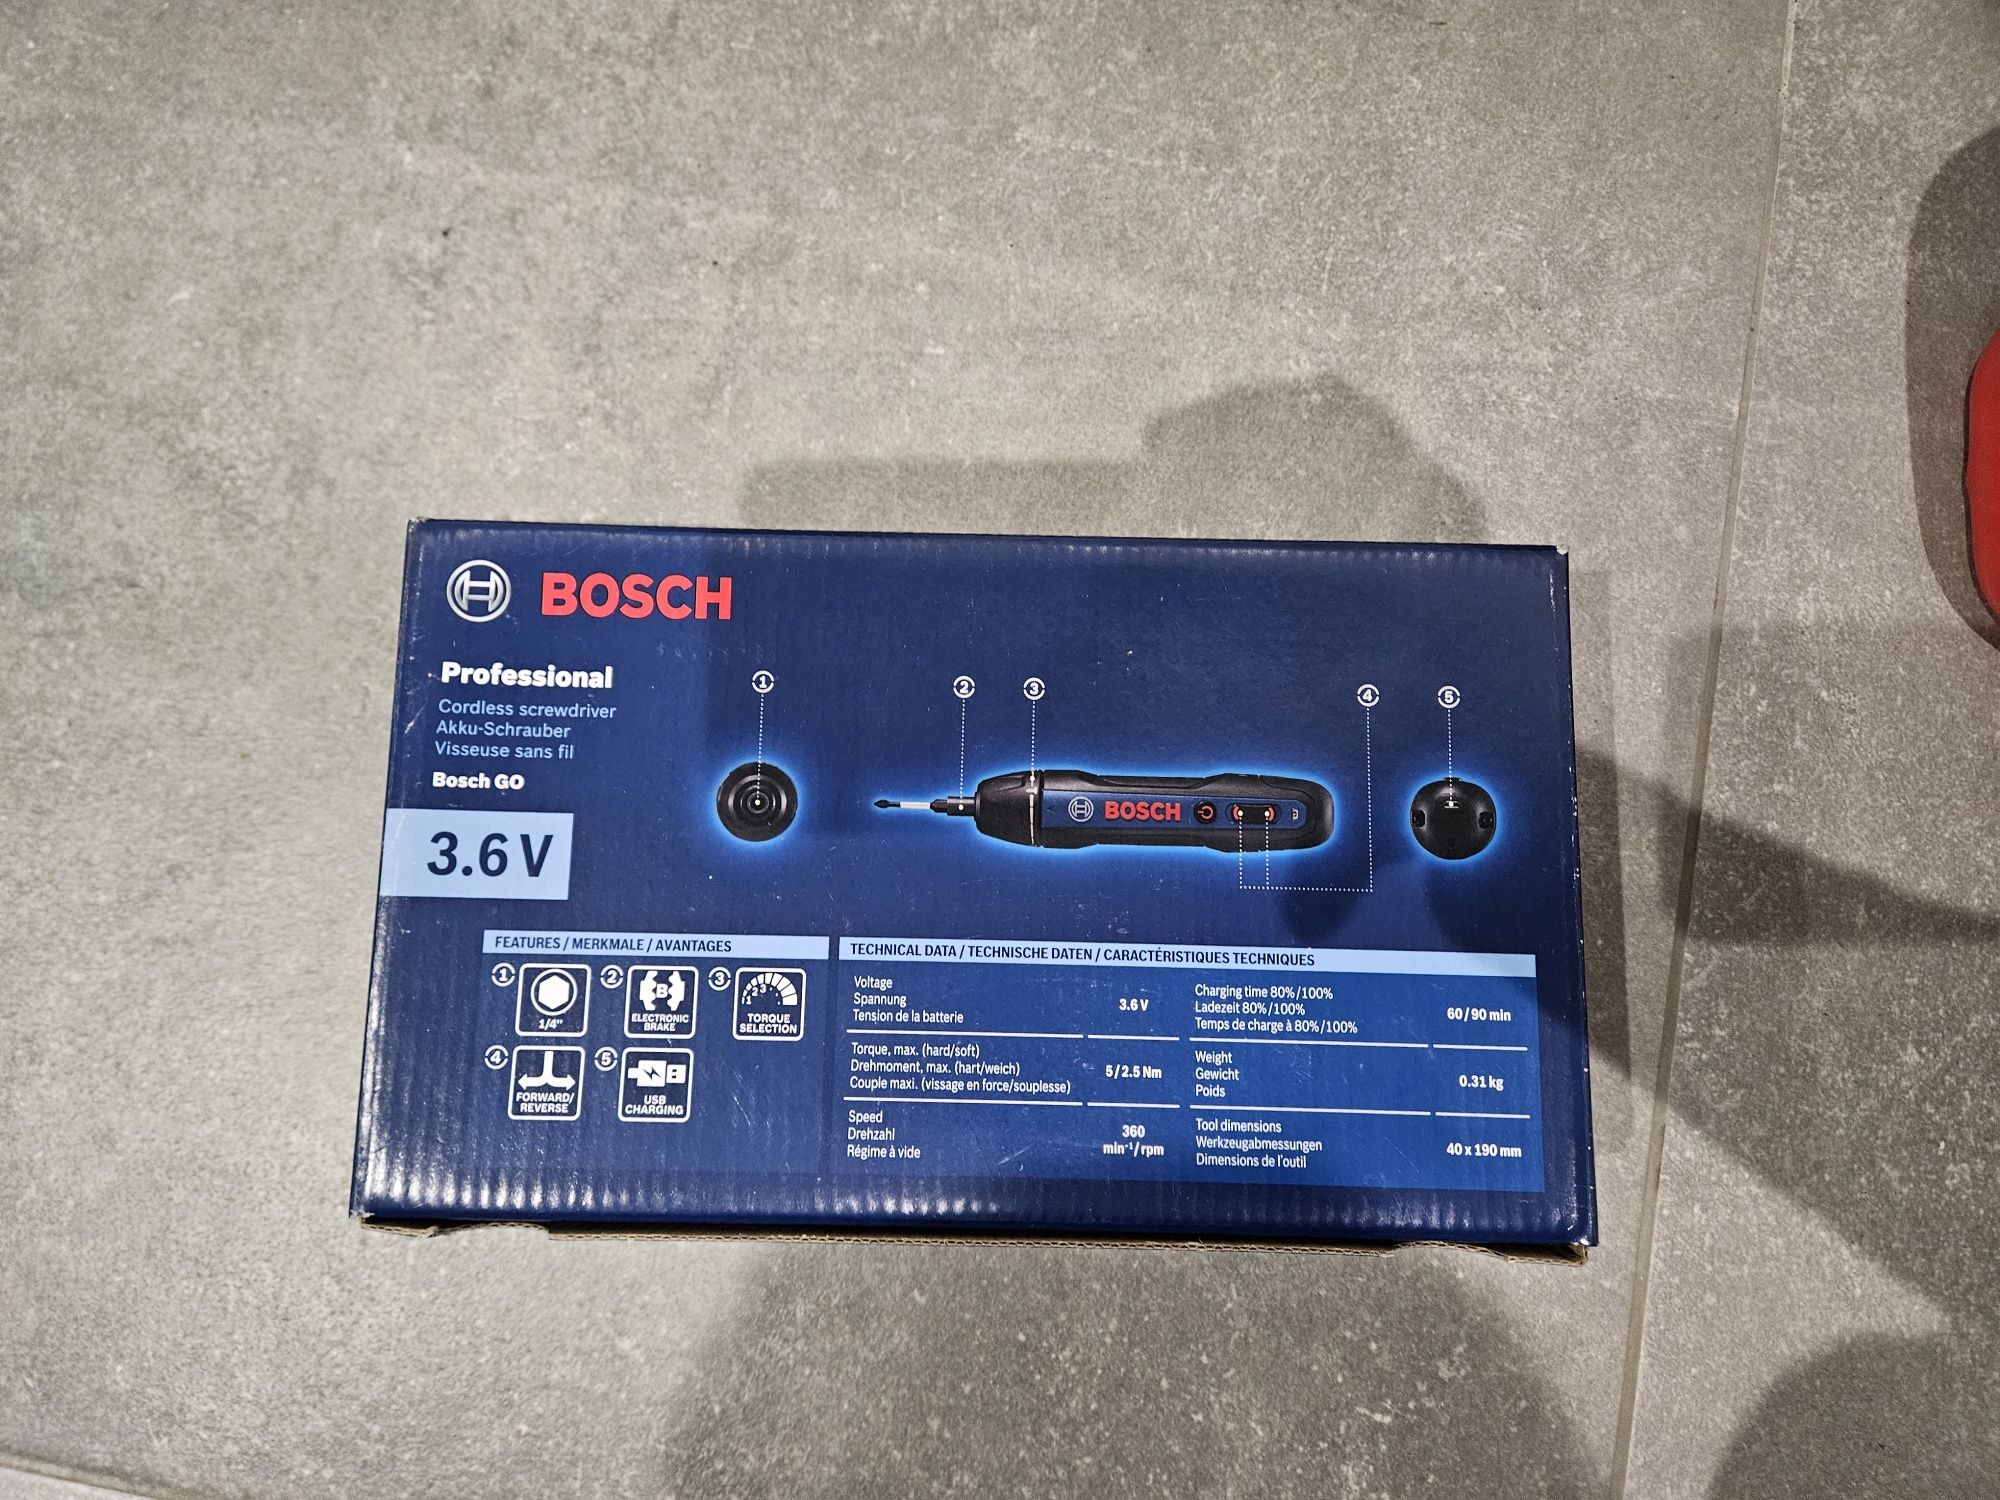 BOSCH
Professional
Cordless screwdriver
Akku-Schrauber
Visseuse sans fil
Bosch GO
3.6 V
1
2
3
4
5
BOSCH
FEATURES / MERKMALE / AVANTAGES
1
1/4"
2
B
ELECTRONIC
BRAKE
3
1 2 3
TORQUE
SELECTION
4
FORWARD/
REVERSE
5
USB
CHARGING
TECHNICAL DATA / TECHNISCHE DATEN / CARACTÉRISTIQUES TECHNIQUES
Voltage
Spannung
Tension de la batterie
3.6 V
Torque, max. (hard/soft)
Drehmoment, max. (hart/weich)
Couple maxi. (vissage en force/souplesse)
5 / 2.5 Nm
Speed
Drehzahl
Régime à vide
360
min⁻¹/ rpm
Charging time 80% / 100%
Ladezeit 80% / 100%
Temps de charge à 80% / 100%
60 / 90 min
Weight
Gewicht
Poids
0.31 kg
Tool dimensions
Werkzeugabmessungen
Dimensions de l'outil
40 x 190 mm